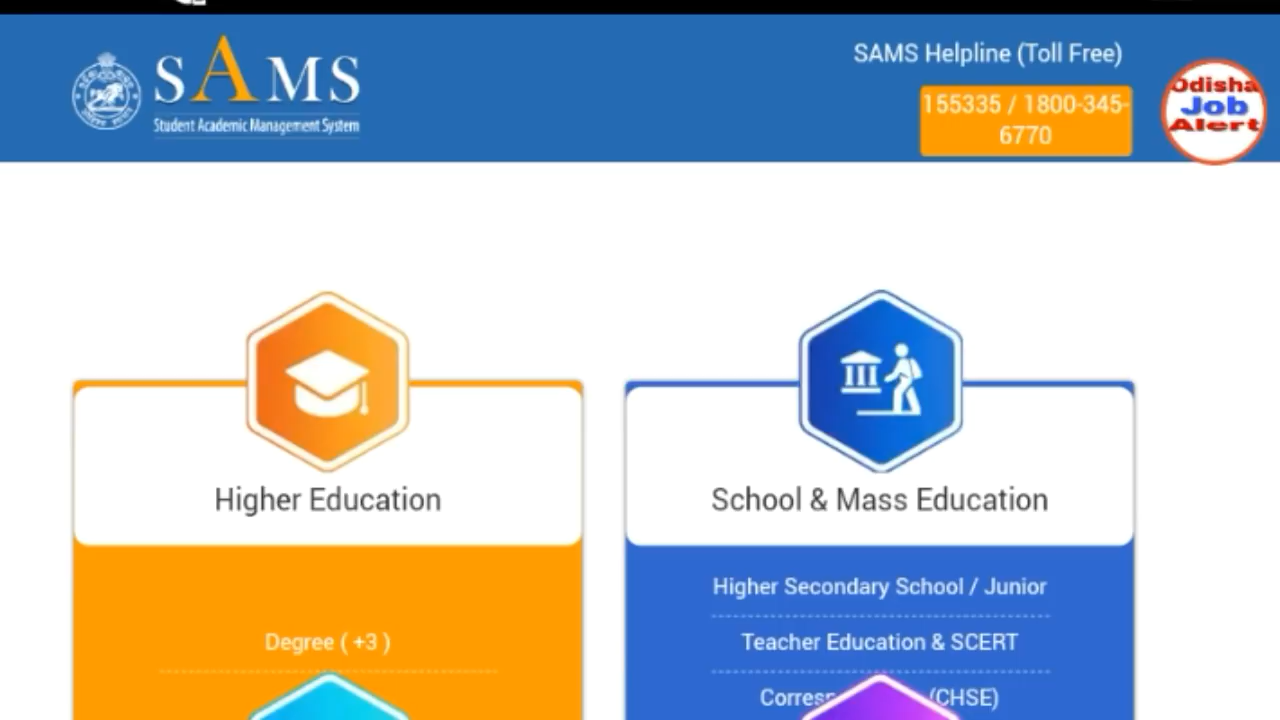 SAMS
Student Academic Management System
SAMS Helpline (Toll Free)
155335 / 1800-345-
6770
Odisha
Job
Alert
Higher Education
School & Mass Education
Degree ( +3 )
Higher Secondary School / Junior
Teacher Education & SCERT
(CHSE)